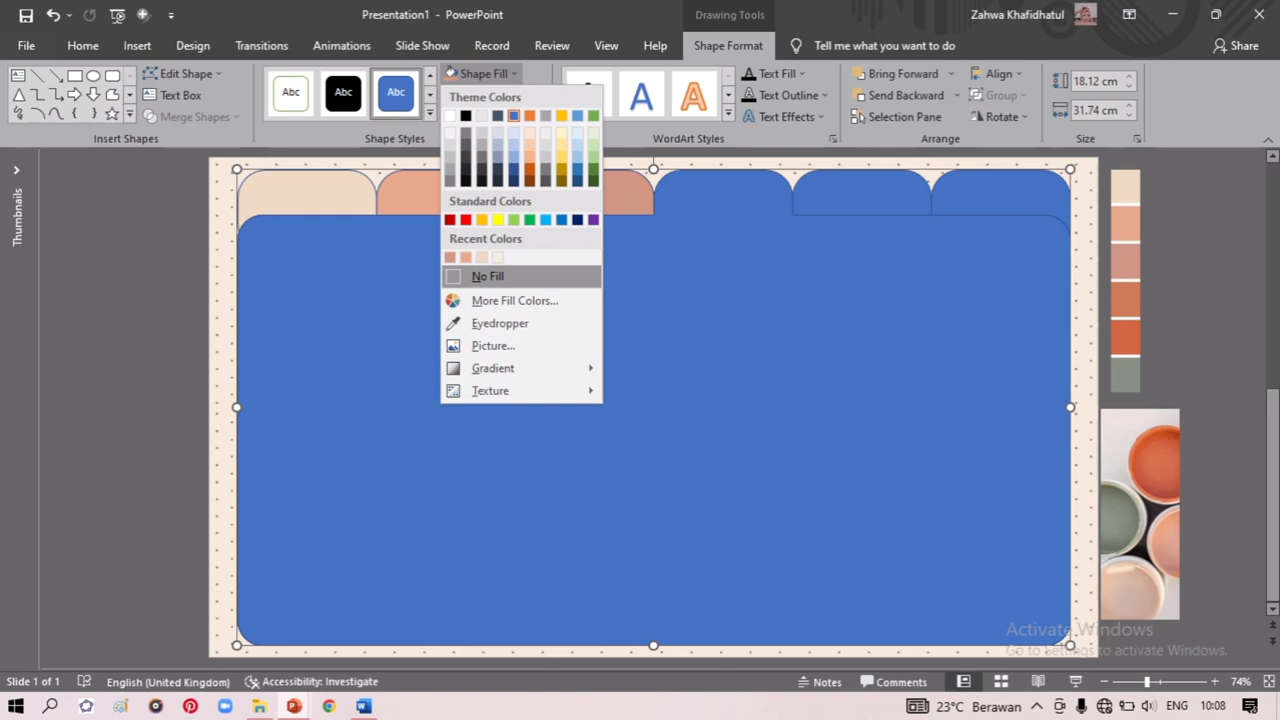 Presentation1 - PowerPoint
Drawing Tools
Zahwa Khafidhatul
File
Home
Insert
Design
Transitions
Animations
Slide Show
Record
Review
View
Help
Shape Format
Tell me what you want to do
Share
Edit Shape
Text Box
Merge Shapes
Insert Shapes
Abc
Abc
Abc
Shape Styles
Shape Fill
Theme Colors
Standard Colors
Recent Colors
No Fill
More Fill Colors...
Eyedropper
Picture...
Gradient
Texture
A
A
WordArt Styles
Text Fill
Text Outline
Text Effects
Bring Forward
Send Backward
Selection Pane
Align
Group
Rotate
Arrange
18.12 cm
31.74 cm
Size
Thumbnails
Activate Windows
Go to Settings to activate Windows.
Slide 1 of 1
English (United Kingdom)
Accessibility: Investigate
Notes
Comments
74%
23°C Berawan
ENG
10:08